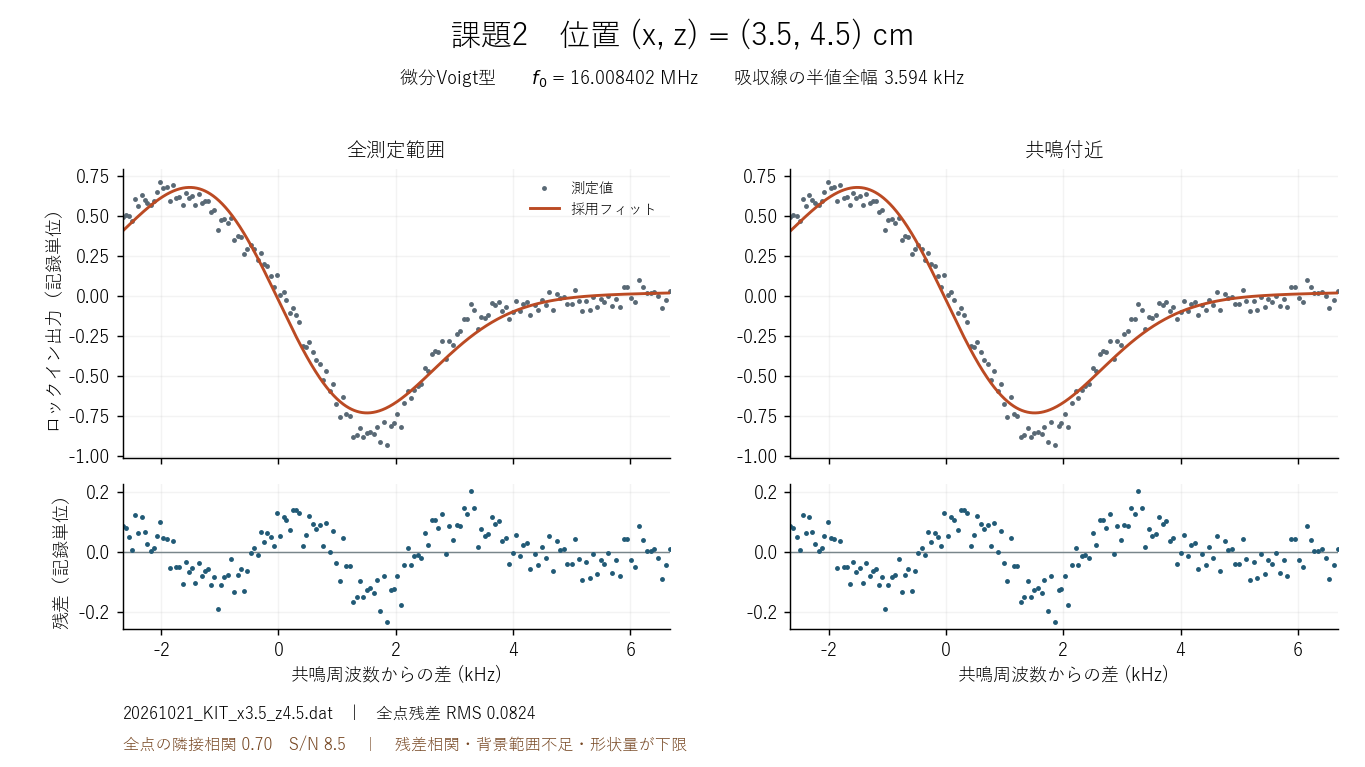 課題2 位置 (x, z) = (3.5, 4.5) cm
微分Voigt型 f0 = 16.008402 MHz 吸収線の半値全幅 3.594 kHz
全測定範囲
ロックイン出力（記録単位）
0.75
0.50
0.25
0.00
-0.25
-0.50
-0.75
-1.00
測定値
採用フィット
共鳴付近
0.75
0.50
0.25
0.00
-0.25
-0.50
-0.75
-1.00
残差（記録単位）
0.2
0.0
-0.2
-2 0 2 4 6
共鳴周波数からの差 (kHz)
0.2
0.0
-0.2
-2 0 2 4 6
共鳴周波数からの差 (kHz)
20261021_KIT_x3.5_z4.5.dat | 全点残差 RMS 0.0824
全点の隣接相関 0.70 S/N 8.5 | 残差相関・背景範囲不足・形状量が下限